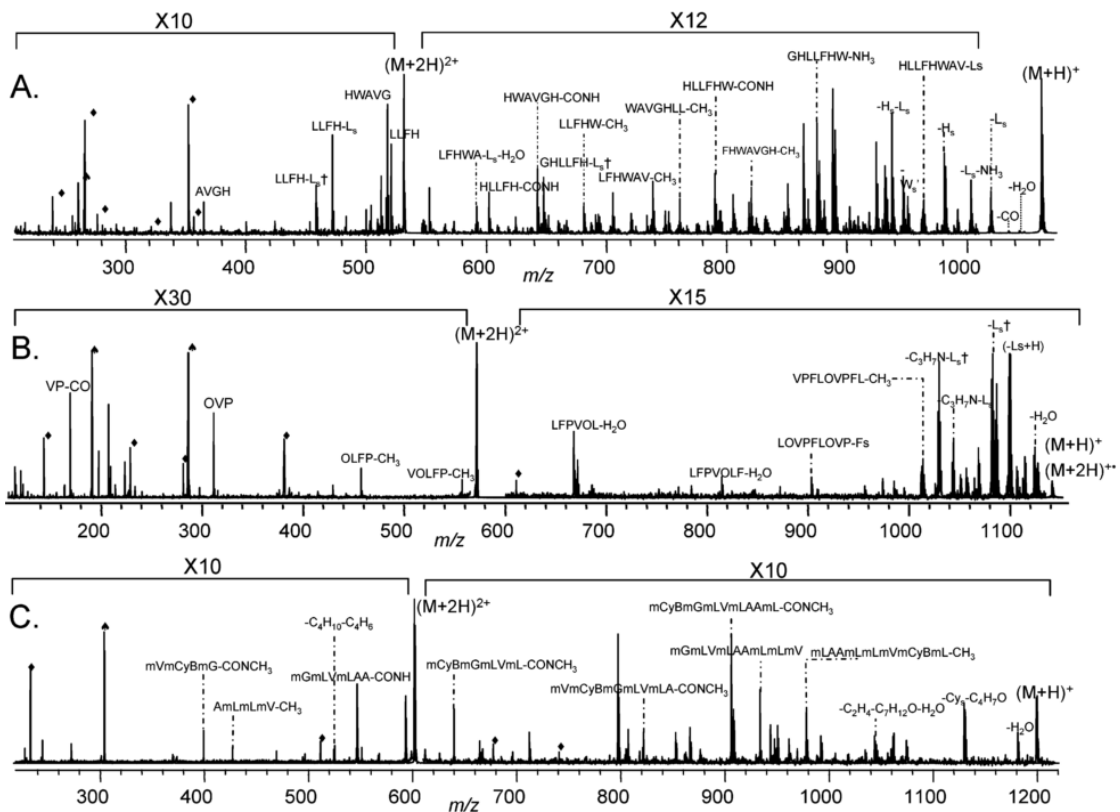 X10 X12
A.
(M+2H)2+
(M+H)+
GHLLFHW-NH3
HLLFHWAV-Ls
HLLFHW-CONH
WAVGHLL-CH3
HWAVGH-CONH
HWAVG
LLFHW-CH3
-Hs-Ls
-Hs
-Ls
LLFH-Ls
LLFH
LFHWA-Ls-H2O
GHLLFH-Ls†
FHWAVGH-CH3
LLFH-Ls†
AVGH
HLLFH-CONH
LFHWAV-CH3
-Ws
-Ls-NH3
-H2O
-CO
300 400 500 600 700 800 900 1000
m/z m/z
X30 X15
B.
(M+2H)2+
-Ls†
(-Ls+H)
-C3H7N-Ls†
VPFLOVPFL-CH3
VP-CO
OVP
-C3H7N-Ls
LFPVOL-H2O
-H2O
LOVPFLOVP-Fs
(M+H)+
OLFP-CH3
VOLFP-CH3
LFPVOLF-H2O
(M+2H)+•
200 300 400 500 600 700 800 900 1000 1100
m/z m/z
X10 X10
C.
(M+2H)2+
mCyBmGmLVmLAAmL-CONCH3
-C4H10-C4H6
mGmLVmLAAmLmLmV
mLAAmLmLmVmCyBmL-CH3
mVmCyBmG-CONCH3
mGmLVmLAA-CONH
mCyBmGmLVmL-CONCH3
AmLmLmV-CH3
mVmCyBmGmLVmLA-CONCH3
-C2H4-C7H12O-H2O
-Cys-C4H7O
(M+H)+
-H2O
200 300 400 500 600 700 800 900 1000 1100 1200
m/z m/z